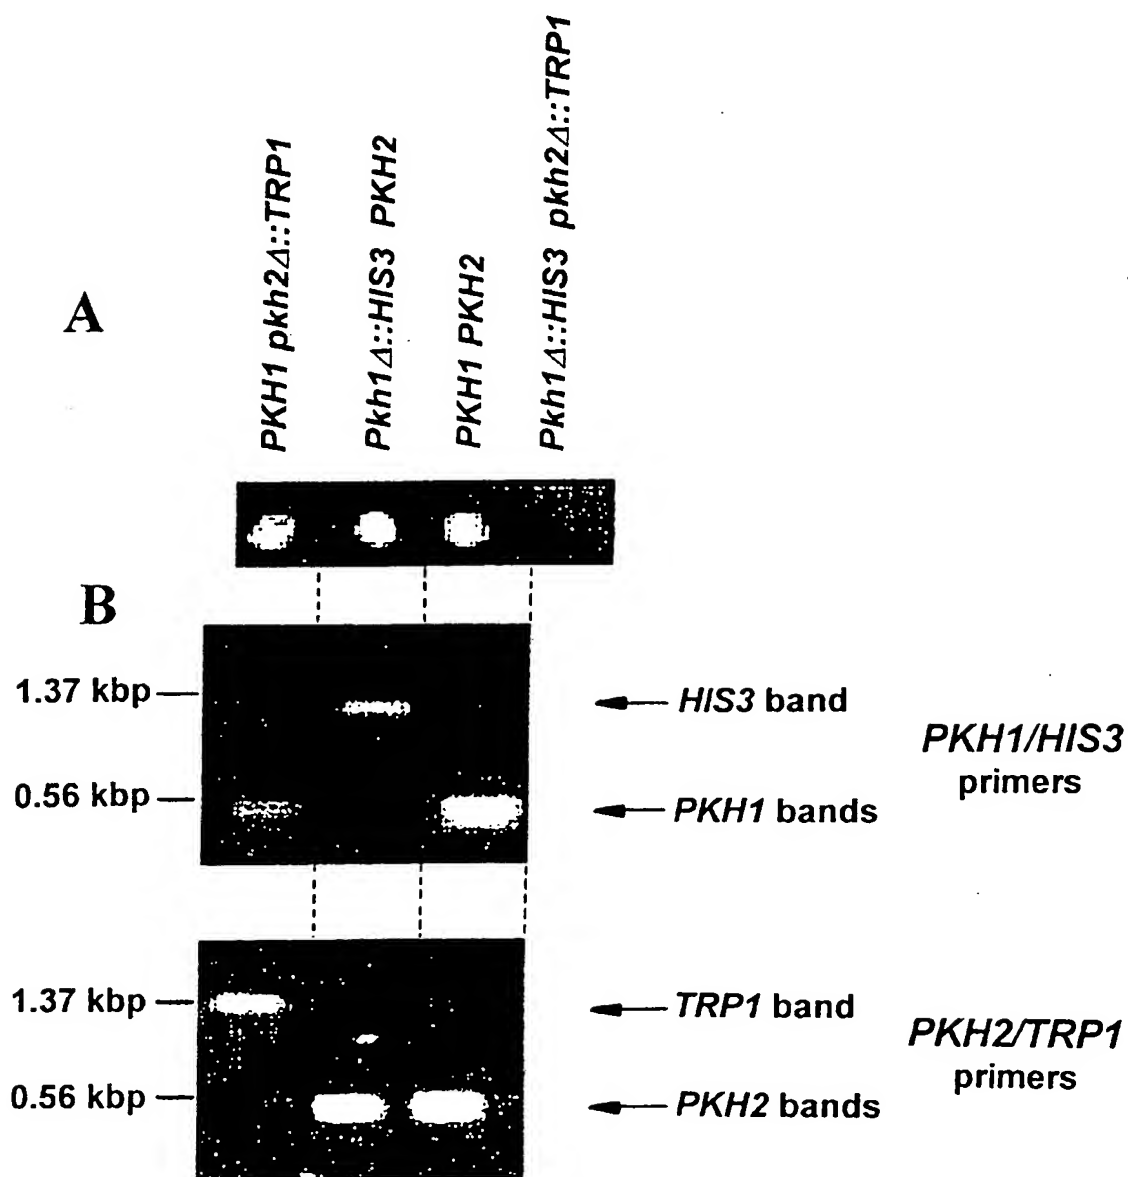 A
PKH1 pkh2Δ::TRP1
Pkh1Δ::HIS3 PKH2
PKH1 PKH2
Pkh1Δ::HIS3 pkh2Δ::TRP1
B
1.37 kbp
HIS3 band
PKH1/HIS3
primers
0.56 kbp
PKH1 bands
1.37 kbp
TRP1 band
PKH2/TRP1
primers
0.56 kbp
PKH2 bands